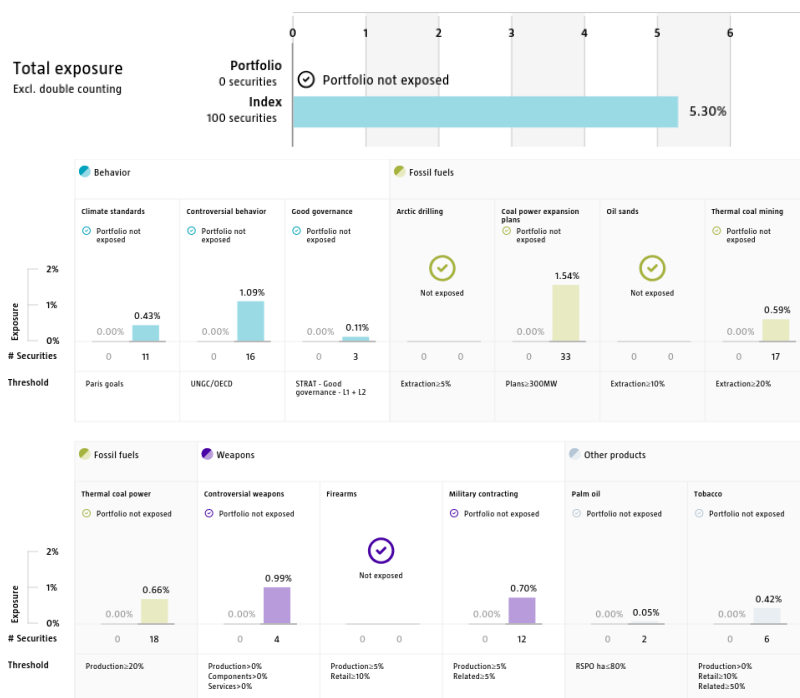 0 1 2 3 4 5 6
Total exposure
Excl. double counting
Portfolio
0 securities
Portfolio not exposed
Index
100 securities
5.30%
Behavior
Fossil fuels
Climate standards
Controversial behavior
Good governance
Arctic drilling
Coal power expansion
plans
Oil sands
Thermal coal mining
Portfolio not
exposed
Portfolio not
exposed
Portfolio not
exposed
Not exposed
Portfolio not
exposed
Not exposed
Portfolio not
exposed
Exposure
2%
1%
0%
0.00% 0.43%
0.00% 1.09%
0.00% 0.11%
0.00% 1.54%
0.00% 0.59%
# Securities 0 11 0 16 0 3 0 0 0 33 0 0 0 17
Threshold
Paris goals
UNGC/OECD
STRAT - Good
governance - L1 + L2
Extraction≥5%
Plans≥300MW
Extraction≥10%
Extraction≥20%
Fossil fuels
Weapons
Other products
Thermal coal power
Controversial weapons
Firearms
Military contracting
Palm oil
Tobacco
Portfolio not exposed
Portfolio not exposed
Not exposed
Portfolio not exposed
Portfolio not exposed
Portfolio not exposed
Exposure
2%
1%
0%
0.00% 0.66%
0.00% 0.99%
0.00% 0.70%
0.00% 0.05%
0.00% 0.42%
# Securities 0 18 0 4 0 0 0 12 0 2 0 6
Threshold
Production≥20%
Production>0%
Components>0%
Services>0%
Production≥5%
Retail≥10%
Production≥5%
Related≥5%
RSPO ha≤80%
Production>0%
Retail≥10%
Related≥50%